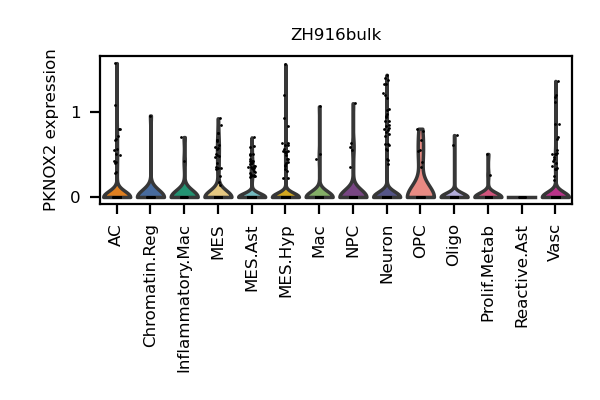 ZH916bulk
PKNOX2 expression
1
0
AC
Chromatin.Reg
Inflammatory.Mac
MES
MES.Ast
MES.Hyp
Mac
NPC
Neuron
OPC
Oligo
Prolif.Metab
Reactive.Ast
Vasc